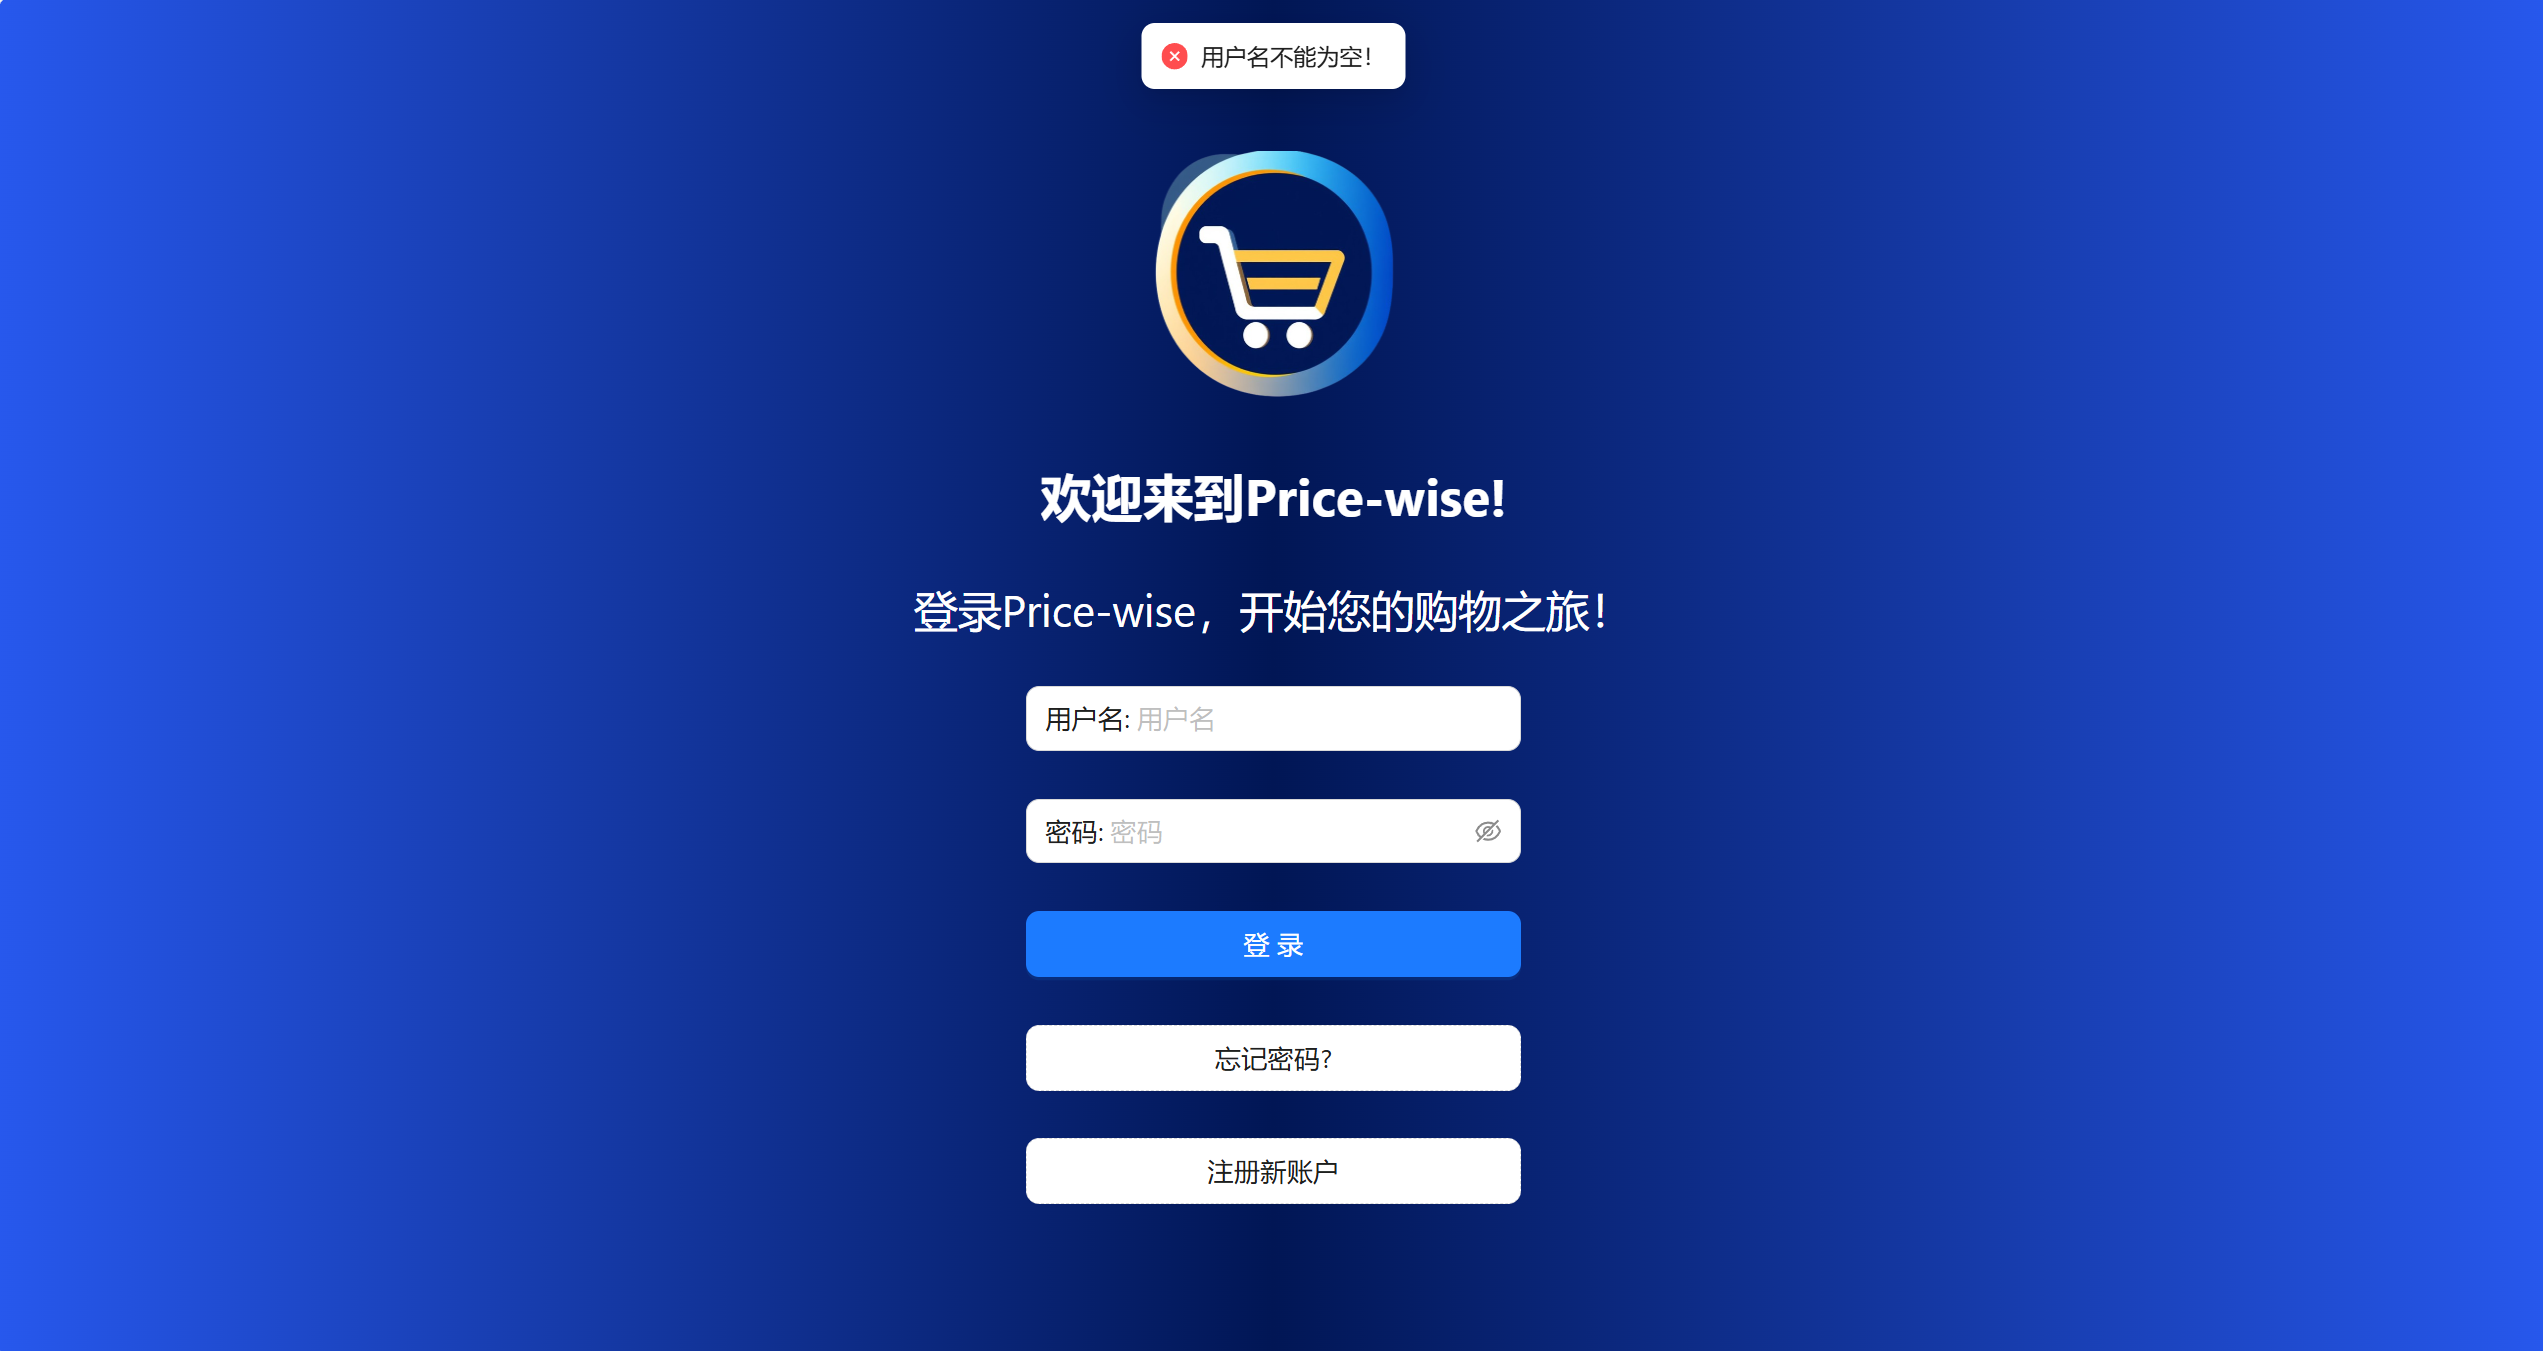 用户名不能为空！
欢迎来到Price-wise!
登录Price-wise，开始您的购物之旅！
用户名: 用户名
密码: 密码
登 录
忘记密码?
注册新账户